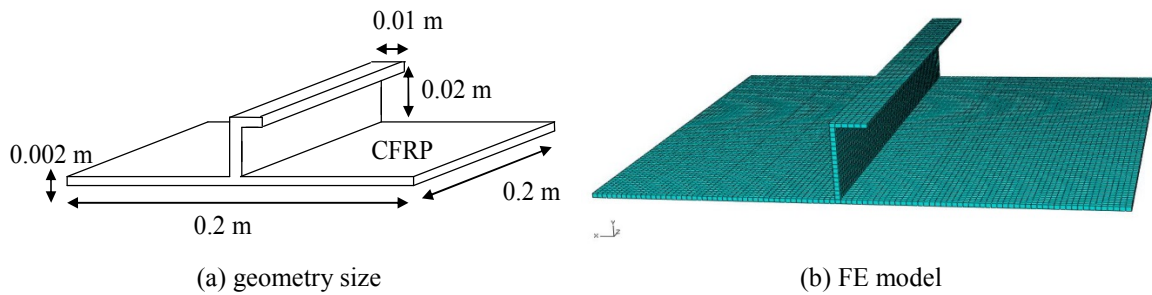 0.01 m
0.02 m
CFRP
0.002 m
0.2 m
0.2 m
(a) geometry size
Y
X Z
(b) FE model